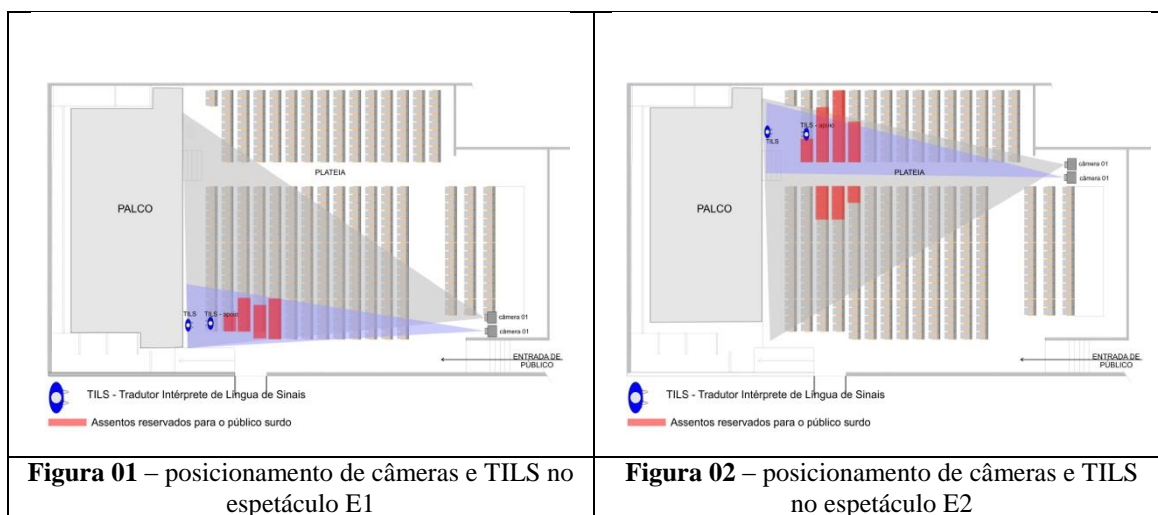 TILS
TILS - apoio
PLATEIA
PALCO
câmera 01
câmera 01
ENTRADA DE
PÚBLICO
TILS - Tradutor Intérprete de Língua de Sinais
Assentos reservados para o público surdo
Figura 01 – posicionamento de câmeras e TILS no
espetáculo E1
TILS
TILS - apoio
PLATEIA
PALCO
câmera 01
câmera 01
ENTRADA DE
PÚBLICO
TILS - Tradutor Intérprete de Língua de Sinais
Assentos reservados para o público surdo
Figura 02 – posicionamento de câmeras e TILS
no espetáculo E2